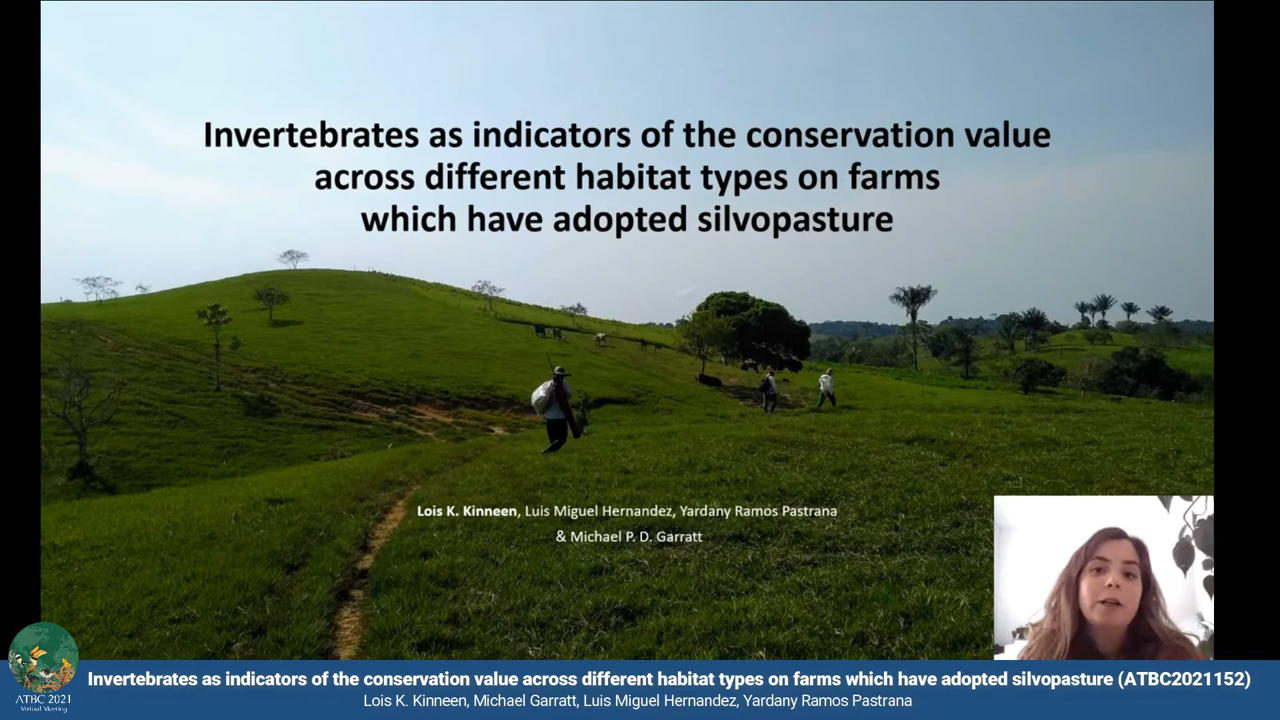 Invertebrates as indicators of the conservation value
across different habitat types on farms
which have adopted silvopasture
Lois K. Kinneen, Luis Miguel Hernandez, Yardany Ramos Pastrana
& Michael P. D. Garratt
ATBC 2021
Virtual Meeting
Invertebrates as indicators of the conservation value across different habitat types on farms which have adopted silvopasture (ATBC2021152)
Lois K. Kinneen, Michael Garratt, Luis Miguel Hernandez, Yardany Ramos Pastrana